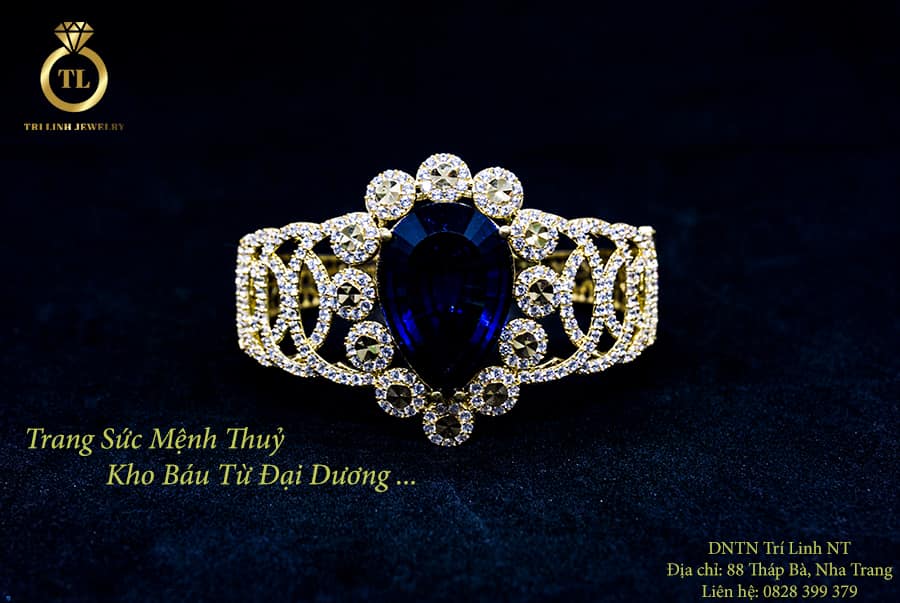 TL
TRI LINH JEWELRY
Trang Sức Mệnh Thuỷ
Kho Báu Từ Đại Dương ...
DNTN Trí Linh NT
Địa chỉ: 88 Tháp Bà, Nha Trang
Liên hệ: 0828 399 379